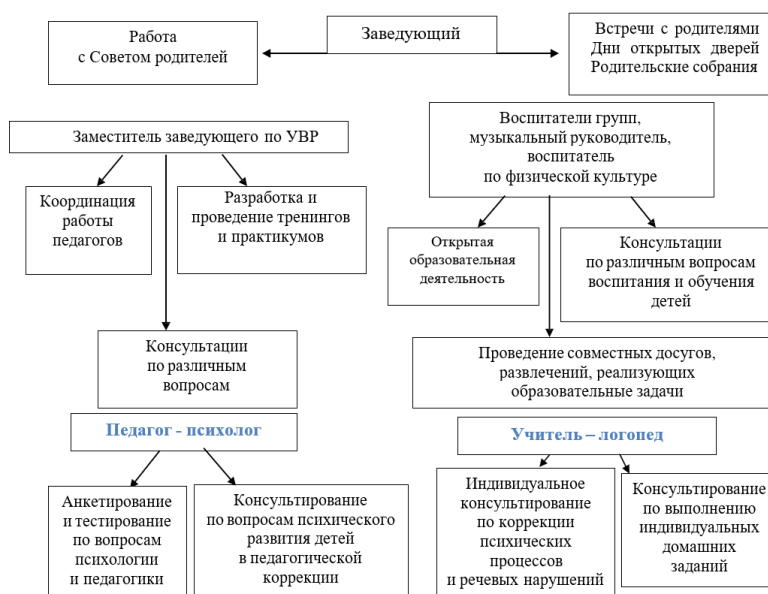 Работа
с Советом родителей
Заведующий
Встречи с родителями
Дни открытых дверей
Родительские собрания
Заместитель заведующего по УВР
Воспитатели групп,
музыкальный руководитель,
воспитатель
по физической культуре
Координация
работы
педагогов
Разработка и
проведение тренингов
и практикумов
Открытая
образовательная
деятельность
Консультации
по различным вопросам
воспитания и обучения
детей
Консультации
по различным
вопросам
Проведение совместных досугов,
развлечений, реализующих
образовательные задачи
Педагог - психолог
Учитель – логопед
Анкетирование
и тестирование
по вопросам
психологии
и педагогики
Консультирование
по вопросам психического
развития детей
в педагогической
коррекции
Индивидуальное
консультирование
по коррекции
психических
процессов
и речевых нарушений
Консультирование
по выполнению
индивидуальных
домашних
заданий